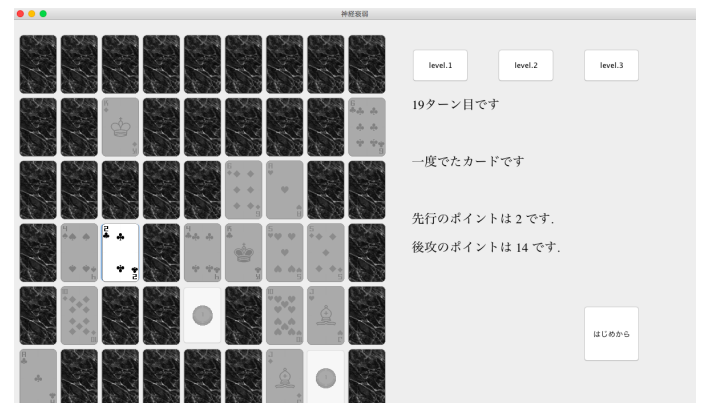 神経衰弱
level.1
level.2
level.3
19ターン目です
一度でたカードです
先行のポイントは 2 です.
後攻のポイントは 14 です.
はじめから